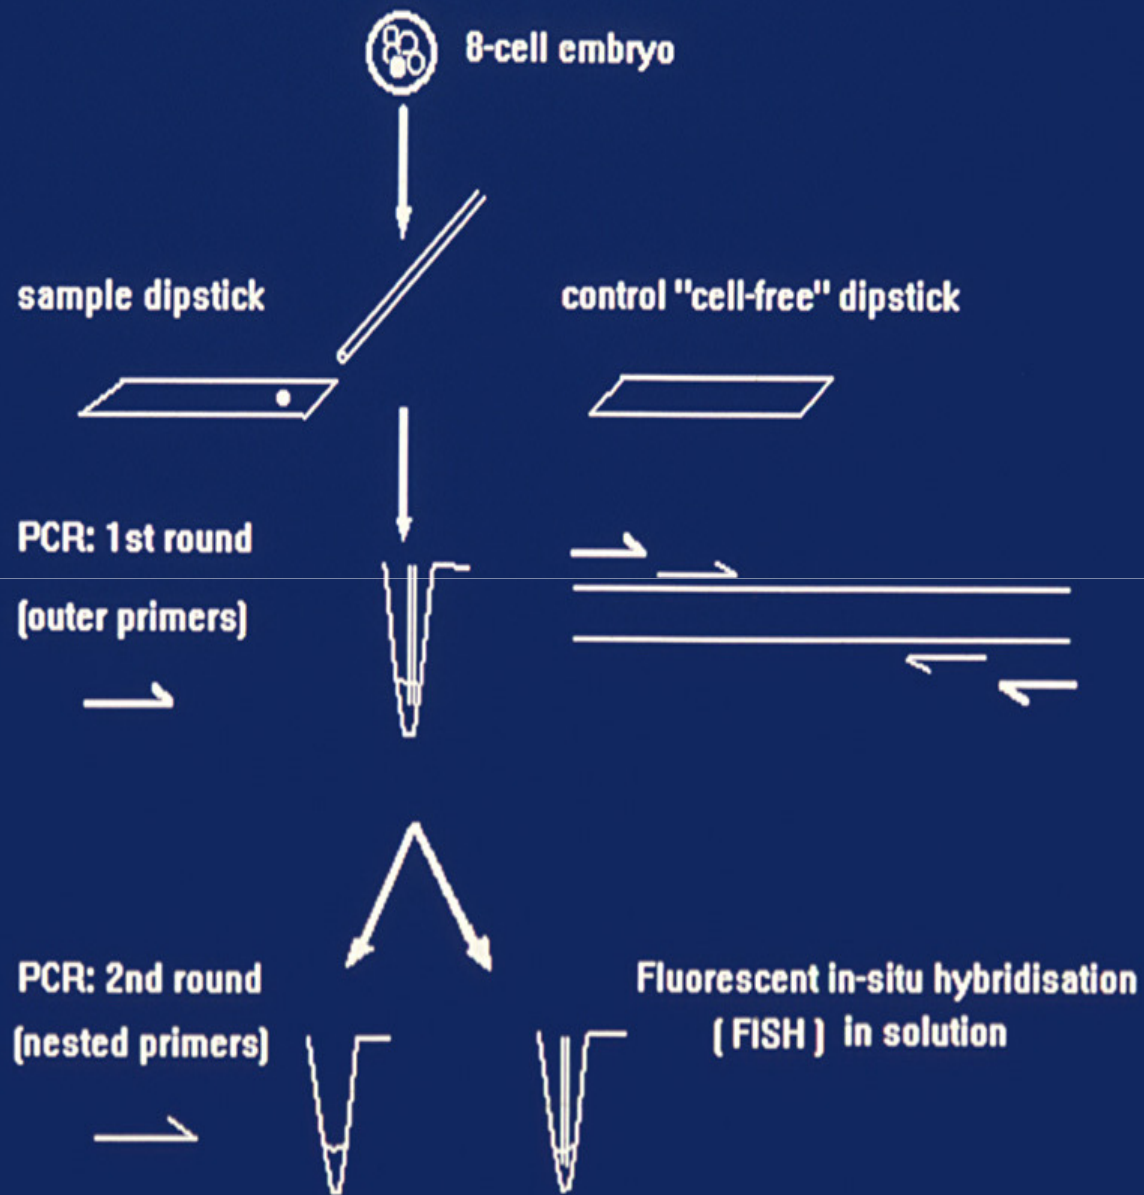 8-cell embryo
sample dipstick
control "cell-free" dipstick
PCR: 1st round
(outer primers)
PCR: 2nd round
(nested primers)
Fluorescent in-situ hybridisation
( FISH ) in solution